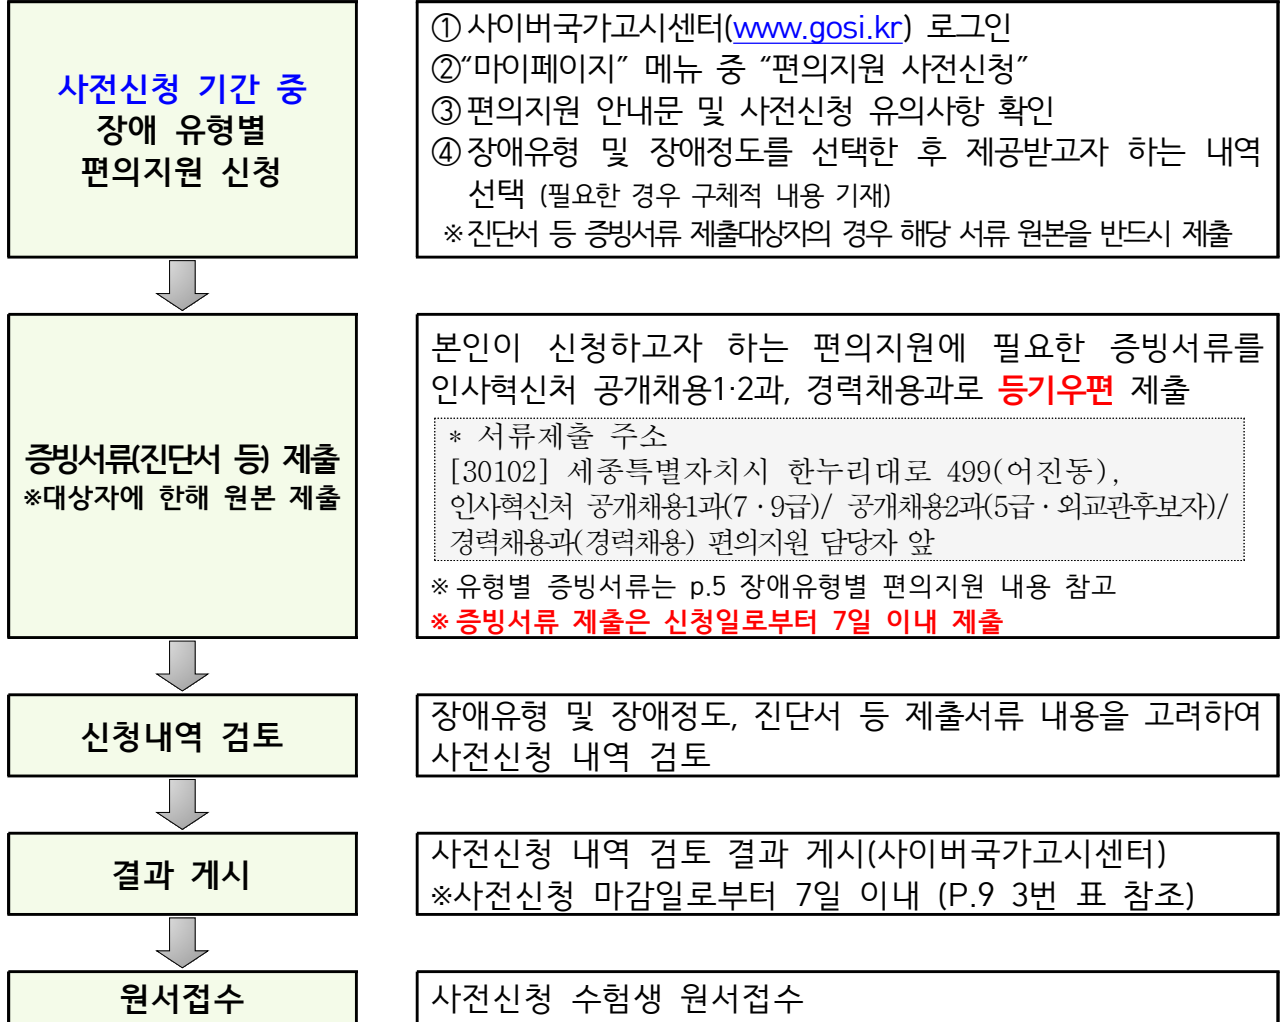 사전신청 기간 중
장애 유형별
편의지원 신청
① 사이버국가고시센터(www.gosi.kr) 로그인
②“마이페이지” 메뉴 중 “편의지원 사전신청”
③ 편의지원 안내문 및 사전신청 유의사항 확인
④ 장애유형 및 장애정도를 선택한 후 제공받고자 하는 내역
선택 (필요한 경우 구체적 내용 기재)
※ 진단서 등 증빙서류 제출대상자의 경우 해당 서류 원본을 반드시 제출
증빙서류(진단서 등) 제출
※대상자에 한해 원본 제출
본인이 신청하고자 하는 편의지원에 필요한 증빙서류를
인사혁신처 공개채용1·2과, 경력채용과로 등기우편 제출
* 서류제출 주소
[30102] 세종특별자치시 한누리대로 499(어진동),
인사혁신처 공개채용1과(7·9급)/ 공개채용2과(5급·외교관후보자)/
경력채용과(경력채용) 편의지원 담당자 앞
※ 유형별 증빙서류는 p.5 장애유형별 편의지원 내용 참고
※ 증빙서류 제출은 신청일로부터 7일 이내 제출
신청내역 검토
장애유형 및 장애정도, 진단서 등 제출서류 내용을 고려하여
사전신청 내역 검토
결과 게시
사전신청 내역 검토 결과 게시(사이버국가고시센터)
※사전신청 마감일로부터 7일 이내 (P.9 3번 표 참조)
원서접수
사전신청 수험생 원서접수